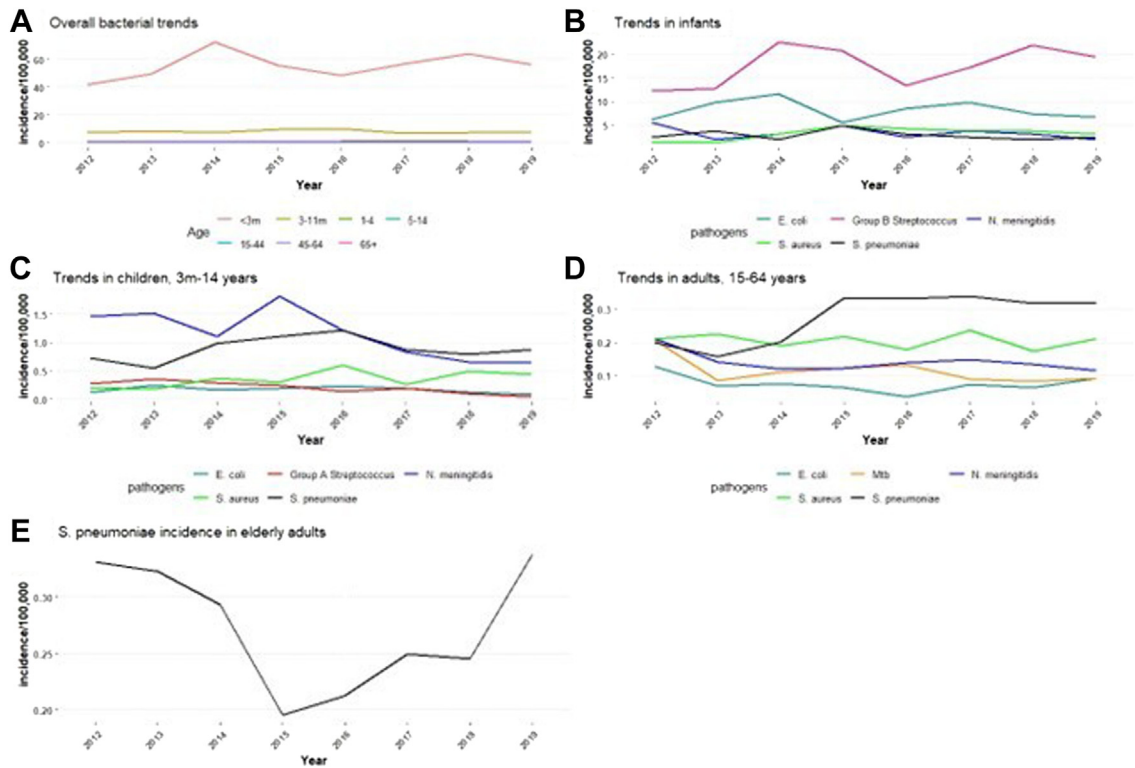 A Overall bacterial trends
incidence/100,000
60
40
20
0
2012 2013 2014 2015 2016 2017 2018 2019
Year
Age
<3m 3-11m 1-4 5-14
15-44 45-64 65+
B Trends in infants
incidence/100,000
20
15
10
5
2012 2013 2014 2015 2016 2017 2018 2019
Year
pathogens
E. coli Group B Streptococcus N. meningitidis
S. aureus S. pneumoniae
C Trends in children, 3m-14 years
incidence/100,000
1.5
1.0
0.5
0.0
2012 2013 2014 2015 2016 2017 2018 2019
Year
pathogens
E. coli Group A Streptococcus N. meningitidis
S. aureus S. pneumoniae
D Trends in adults, 15-64 years
incidence/100,000
0.3
0.2
0.1
2012 2013 2014 2015 2016 2017 2018 2019
Year
pathogens
E. coli Mtb N. meningitidis
S. aureus S. pneumoniae
E S. pneumoniae incidence in elderly adults
incidence/100,000
0.30
0.25
0.20
2012 2013 2014 2015 2016 2017 2018 2019
Year